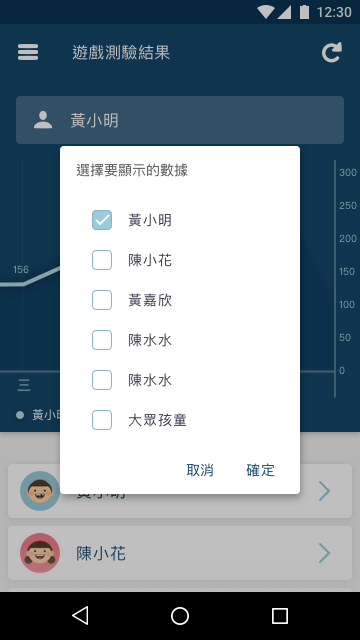 12:30
遊戲測驗結果
黃小明
選擇要顯示的數據
300
黃小明
250
200
陳小花
156
150
黃嘉欣
100
陳水水
50
0
陳水水
三
黃小明
大眾孩童
取消
確定
黃小明
陳小花